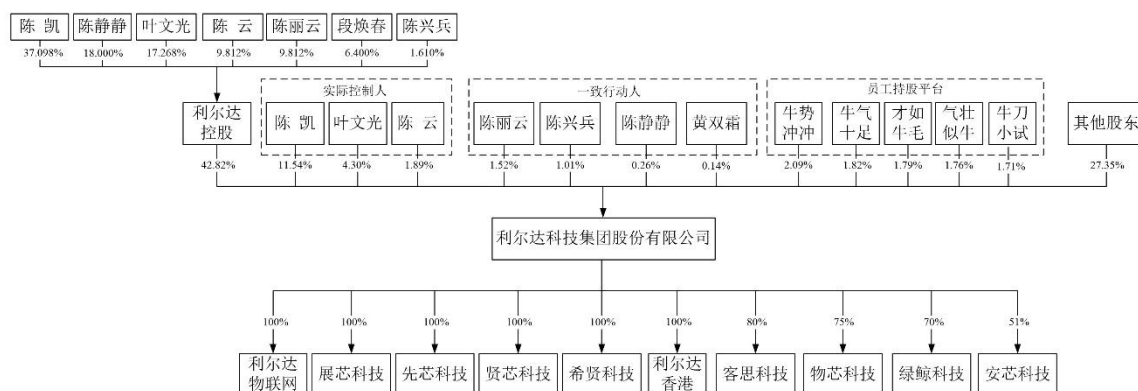 陈 凯 陈静静 叶文光 陈 云 陈丽云 段焕春 陈兴兵
37.098% 18.000% 17.268% 9.812% 9.812% 6.400% 1.610%
实际控制人 一致行动人 员工持股平台
利尔达
控股
陈 凯 叶文光 陈 云
陈丽云 陈兴兵 陈静静 黄双霜
牛势
冲冲
牛气
十足
才如
牛毛
气壮
似牛
牛刀
小试
其他股东
42.82% 11.54% 4.30% 1.89% 1.52% 1.01% 0.26% 0.14% 2.09% 1.82% 1.79% 1.76% 1.71% 27.35%
利尔达科技集团股份有限公司
100% 100% 100% 100% 100% 100% 80% 75% 70% 51%
利尔达
物联网
展芯科技
先芯科技
贤芯科技
希贤科技
利尔达
香港
客思科技
物芯科技
绿鲸科技
安芯科技